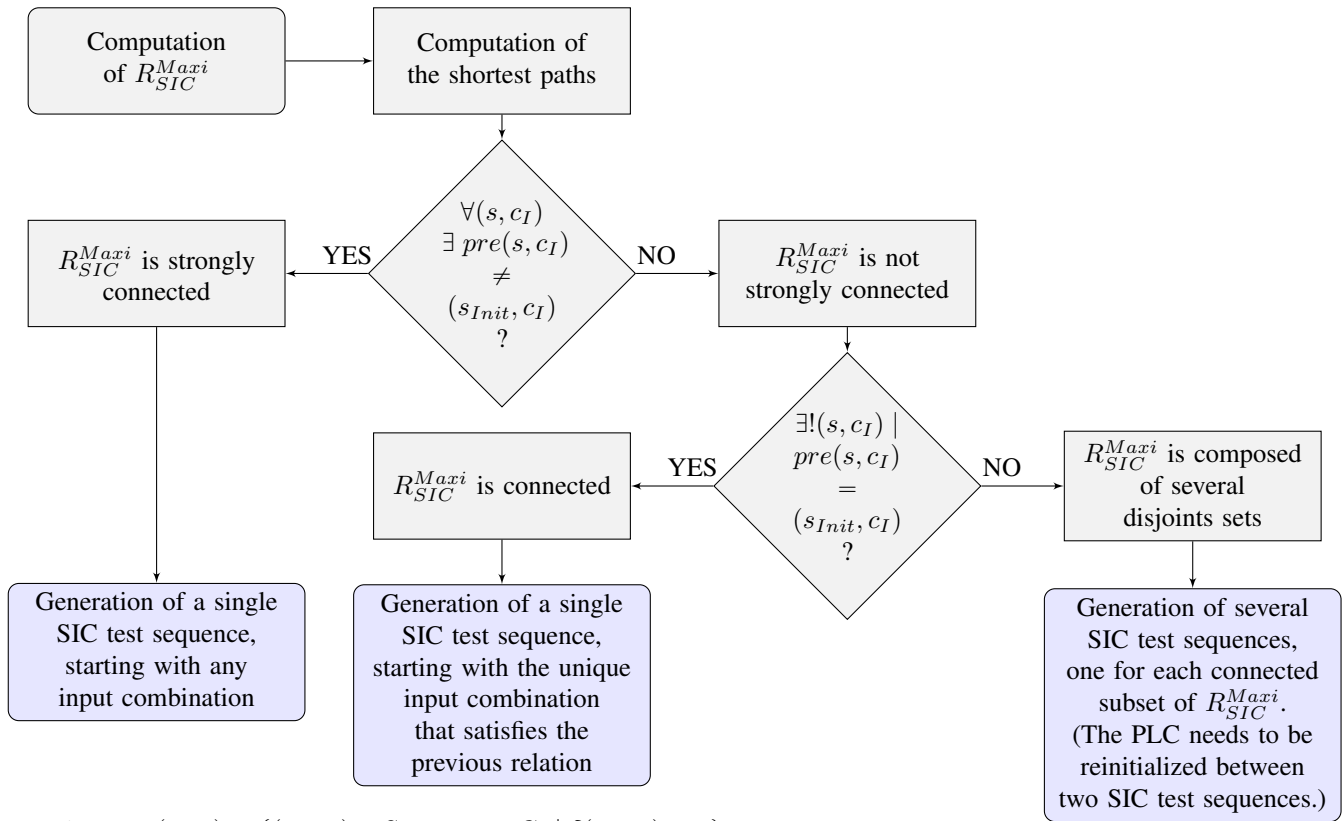 Computation
of R_{SIC}^{Maxi}
Computation of
the shortest paths
∀(s, c_I)
∃ pre(s, c_I)
≠
(s_{Init}, c_I)
?
YES
NO
R_{SIC}^{Maxi} is strongly
connected
R_{SIC}^{Maxi} is not
strongly connected
∃!(s, c_I) |
pre(s, c_I)
=
(s_{Init}, c_I)
?
YES
NO
R_{SIC}^{Maxi} is connected
R_{SIC}^{Maxi} is composed
of several
disjoints sets
Generation of a single
SIC test sequence,
starting with any
input combination
Generation of a single
SIC test sequence,
starting with the unique
input combination
that satisfies the
previous relation
Generation of several
SIC test sequences,
one for each connected
subset of R_{SIC}^{Maxi}.
(The PLC needs to be
reinitialized between
two SIC test sequences.)